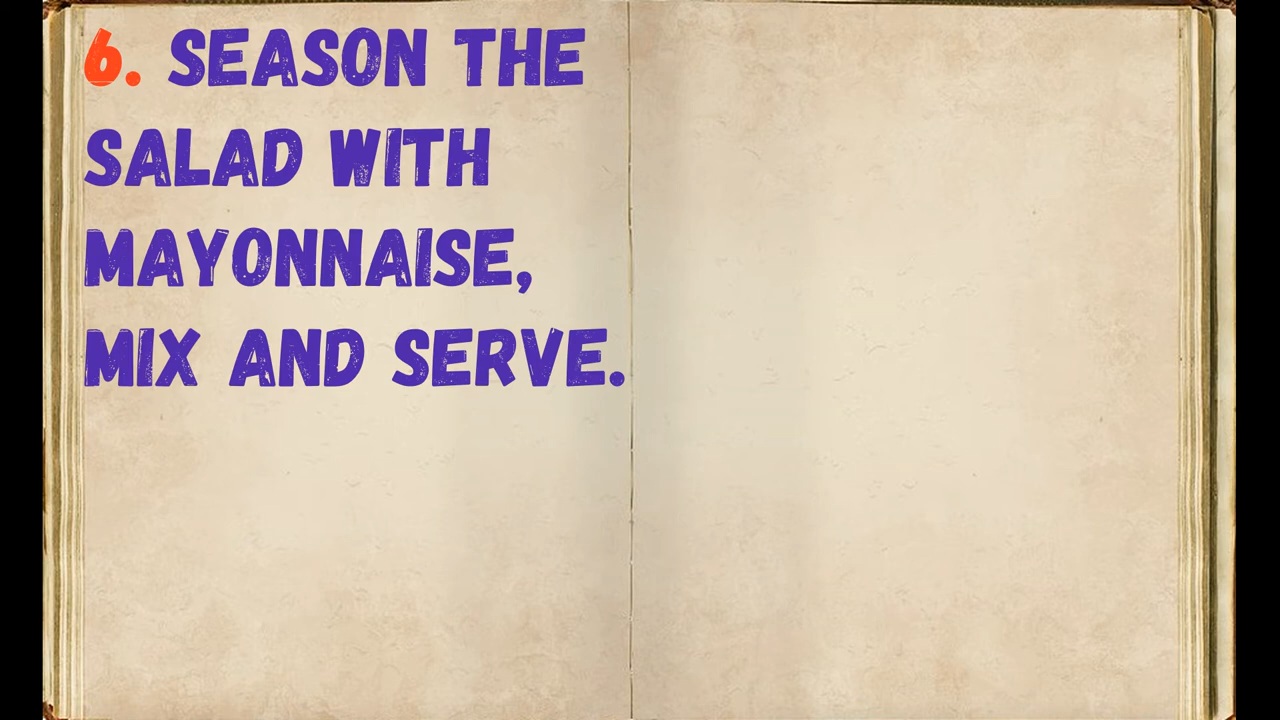 6. SEASON THE
SALAD WITH
MAYONNAISE,
MIX AND SERVE.